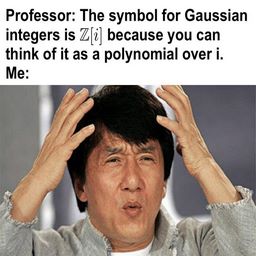 Professor: The symbol for Gaussian
integers is ℤ[i] because you can
think of it as a polynomial over i.
Me: